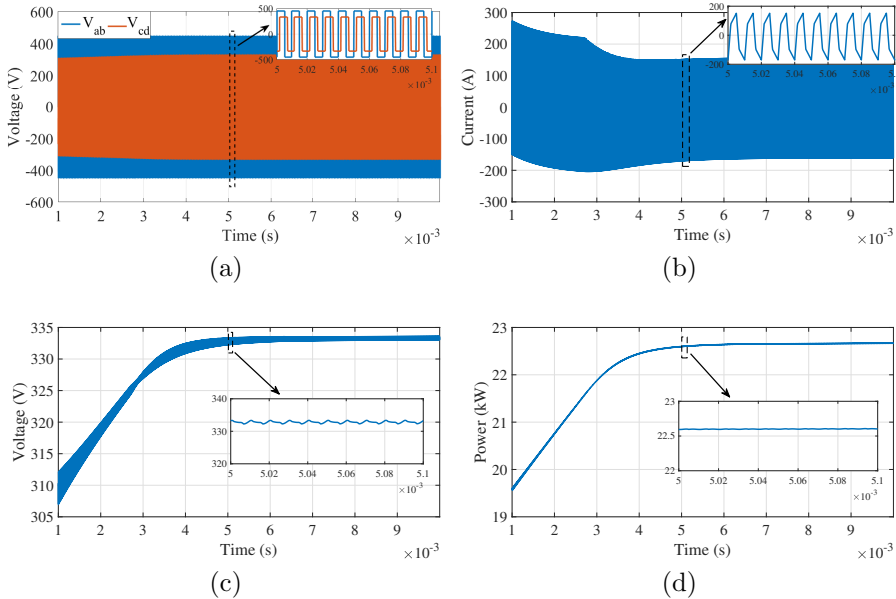 V_ab V_cd
600
400
200
0
-200
-400
-600
Voltage (V)
1 2 3 4 5 6 7 8 9
Time (s)
×10^-3
500
0
-500
5 5.02 5.04 5.06 5.08 5.1
×10^-3
(a)
300
200
100
0
-100
-200
-300
Current (A)
1 2 3 4 5 6 7 8 9
Time (s)
×10^-3
200
0
-200
5 5.02 5.04 5.06 5.08 5.1
×10^-3
(b)
335
330
325
320
315
310
305
Voltage (V)
1 2 3 4 5 6 7 8 9
Time (s)
×10^-3
340
330
320
5 5.02 5.04 5.06 5.08 5.1
×10^-3
(c)
23
22
21
20
19
Power (kW)
1 2 3 4 5 6 7 8 9
Time (s)
×10^-3
23
22.5
22
5 5.02 5.04 5.06 5.08 5.1
×10^-3
(d)